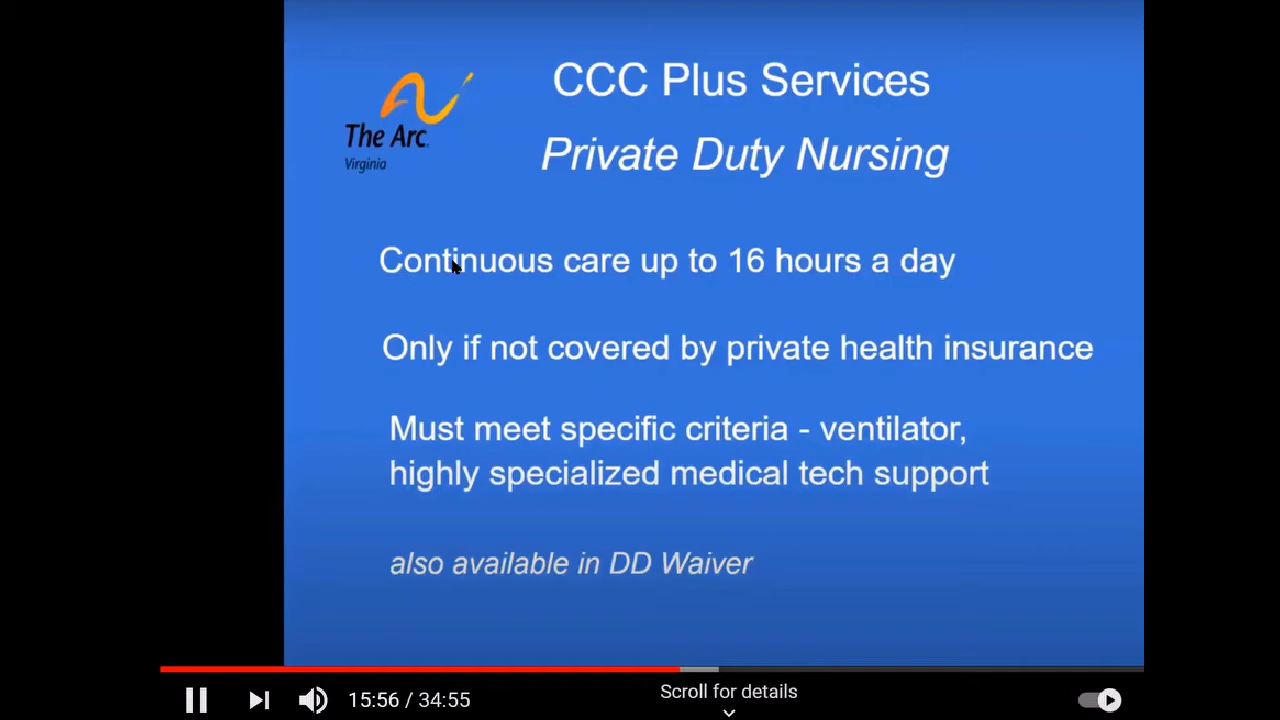 CCC Plus Services
The Arc.
Virginia
Private Duty Nursing
Continuous care up to 16 hours a day
Only if not covered by private health insurance
Must meet specific criteria - ventilator,
highly specialized medical tech support
also available in DD Waiver
15:56 / 34:55
Scroll for details